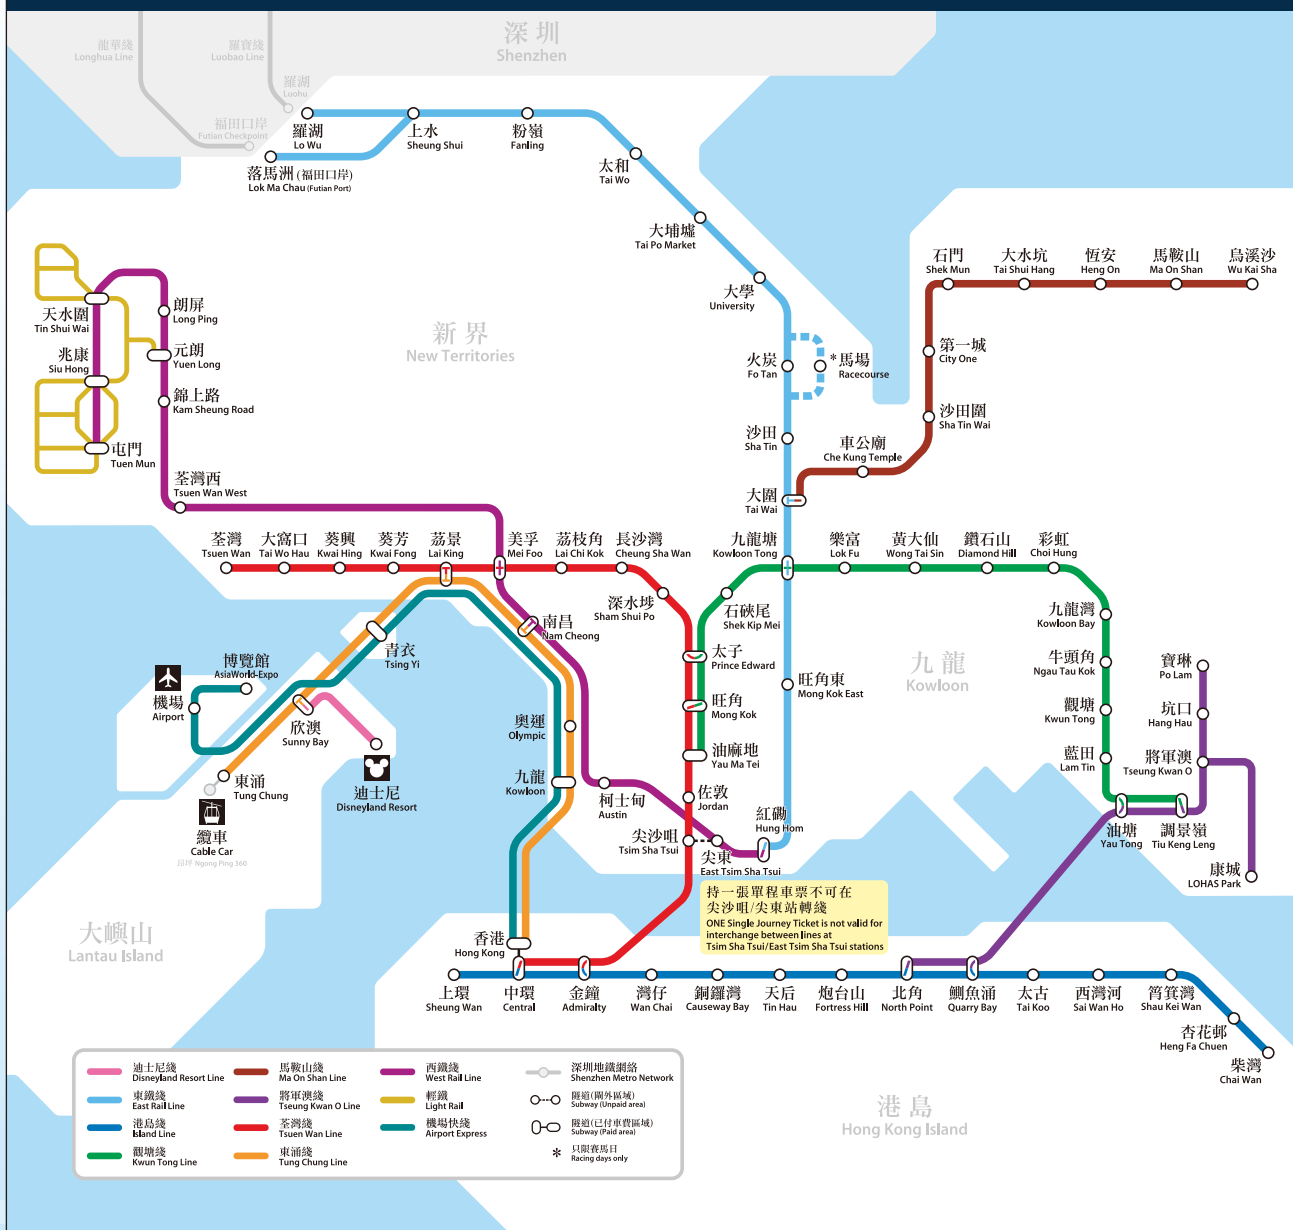 深圳
Shenzhen
龍華綫
Longhua Line
羅寶綫
Luobao Line
羅湖
Luohu
福田口岸
Futian Checkpoint
羅湖
Lo Wu
上水
Sheung Shui
粉嶺
Fanling
落馬洲 (福田口岸)
Lok Ma Chau (Futian Port)
太和
Tai Wo
大埔墟
Tai Po Market
大學
University
火炭
Fo Tan
*馬場
Racecourse
沙田
Sha Tin
大圍
Tai Wai
車公廟
Che Kung Temple
沙田圍
Sha Tin Wai
第一城
City One
石門
Shek Mun
大水坑
Tai Shui Hang
恆安
Heng On
馬鞍山
Ma On Shan
烏溪沙
Wu Kai Sha
新界
New Territories
天水圍
Tin Shui Wai
兆康
Siu Hong
屯門
Tuen Mun
朗屏
Long Ping
元朗
Yuen Long
錦上路
Kam Sheung Road
荃灣西
Tsuen Wan West
荃灣
Tsuen Wan
大窩口
Tai Wo Hau
葵興
Kwai Hing
葵芳
Kwai Fong
荔景
Lai King
美孚
Mei Foo
荔枝角
Lai Chi Kok
長沙灣
Cheung Sha Wan
九龍塘
Kowloon Tong
樂富
Lok Fu
黃大仙
Wong Tai Sin
鑽石山
Diamond Hill
彩虹
Choi Hung
深水埗
Sham Shui Po
石硤尾
Shek Kip Mei
九龍灣
Kowloon Bay
南昌
Nam Cheong
青衣
Tsing Yi
太子
Prince Edward
牛頭角
Ngau Tau Kok
九龍
Kowloon
寶琳
Po Lam
博覽館
AsiaWorld-Expo
機場
Airport
欣澳
Sunny Bay
旺角東
Mong Kok East
旺角
Mong Kok
觀塘
Kwun Tong
坑口
Hang Hau
奧運
Olympic
油麻地
Yau Ma Tei
藍田
Lam Tin
將軍澳
Tseung Kwan O
東涌
Tung Chung
迪士尼
Disneyland Resort
九龍
Kowloon
柯士甸
Austin
佐敦
Jordan
紅磡
Hung Hom
油塘
Yau Tong
調景嶺
Tiu Keng Leng
纜車
Cable Car
昂坪 Ngong Ping 360
尖沙咀
Tsim Sha Tsui
尖東
East Tsim Sha Tsui
康城
LOHAS Park
持一張單程車票不可在
尖沙咀/尖東站轉綫
ONE Single Journey Ticket is not valid for
interchange between lines at
Tsim Sha Tsui/East Tsim Sha Tsui stations
大嶼山
Lantau Island
香港
Hong Kong
上環
Sheung Wan
中環
Central
金鐘
Admiralty
灣仔
Wan Chai
銅鑼灣
Causeway Bay
天后
Tin Hau
炮台山
Fortress Hill
北角
North Point
鰂魚涌
Quarry Bay
太古
Tai Koo
西灣河
Sai Wan Ho
筲箕灣
Shau Kei Wan
杏花邨
Heng Fa Chuen
柴灣
Chai Wan
港島
Hong Kong Island
迪士尼綫
Disneyland Resort Line
東鐵綫
East Rail Line
港島綫
Island Line
觀塘綫
Kwun Tong Line
馬鞍山綫
Ma On Shan Line
將軍澳綫
Tseung Kwan O Line
荃灣綫
Tsuen Wan Line
東涌綫
Tung Chung Line
西鐵綫
West Rail Line
輕鐵
Light Rail
機場快綫
Airport Express
深圳地鐵網絡
Shenzhen Metro Network
隧道(閘外區域)
Subway (Unpaid area)
隧道(已付車費區域)
Subway (Paid area)
* 只限賽馬日
Racing days only